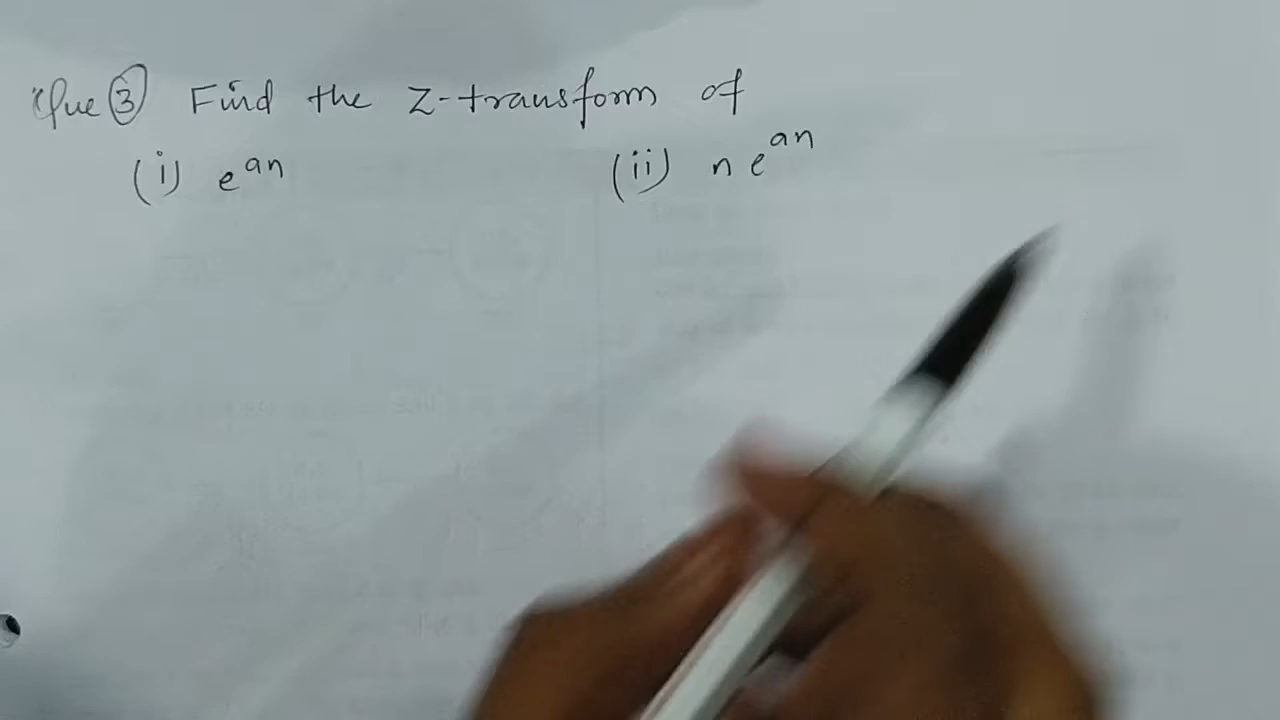 Que ③ Find the Z-transform of
(i) e^{an} (ii) n e^{an}